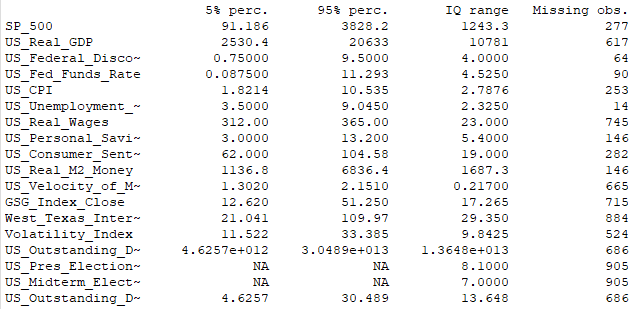 5% perc. 95% perc. IQ range Missing obs.
SP_500 91.186 3828.2 1243.3 277
US_Real_GDP 2530.4 20633 10781 617
US_Federal_Disco~ 0.75000 9.5000 4.0000 64
US_Fed_Funds_Rate 0.087500 11.293 4.5250 90
US_CPI 1.8214 10.535 2.7876 253
US_Unemployment_~ 3.5000 9.0450 2.3250 14
US_Real_Wages 312.00 365.00 23.000 745
US_Personal_Savi~ 3.0000 13.200 5.4000 146
US_Consumer_Sent~ 62.000 104.58 19.000 282
US_Real_M2_Money 1136.8 6836.4 1687.3 146
US_Velocity_of_M~ 1.3020 2.1510 0.21700 665
GSG_Index_Close 12.620 51.250 17.265 715
West_Texas_Inter~ 21.041 109.97 29.350 884
Volatility_Index 11.522 33.385 9.8425 524
US_Outstanding_D~ 4.6257e+012 3.0489e+013 1.3648e+013 686
US_Pres_Election~ NA NA 8.1000 905
US_Midterm_Elect~ NA NA 7.0000 905
US_Outstanding_D~ 4.6257 30.489 13.648 686